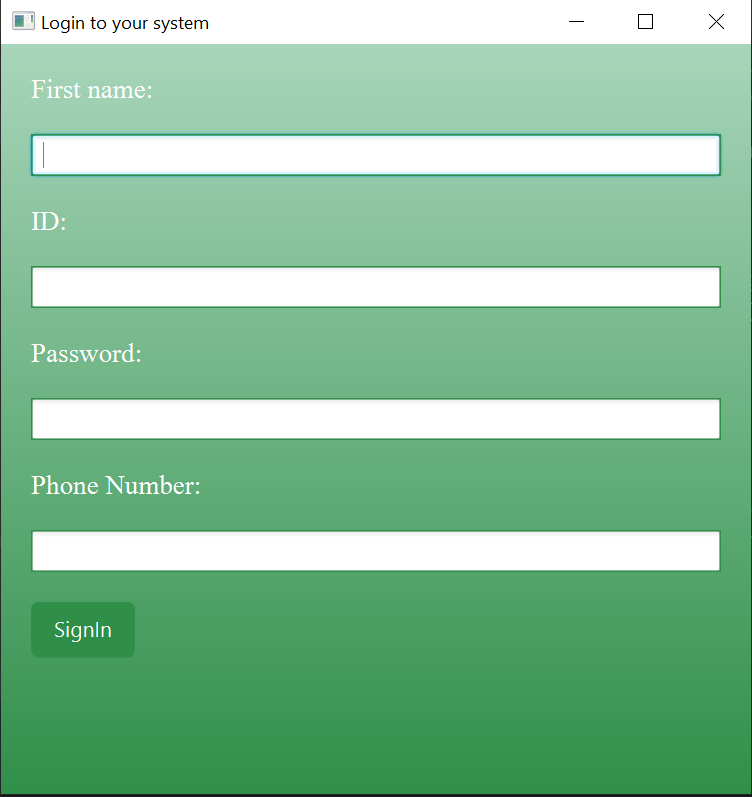 Login to your system
First name:
ID:
Password:
Phone Number:
SignIn